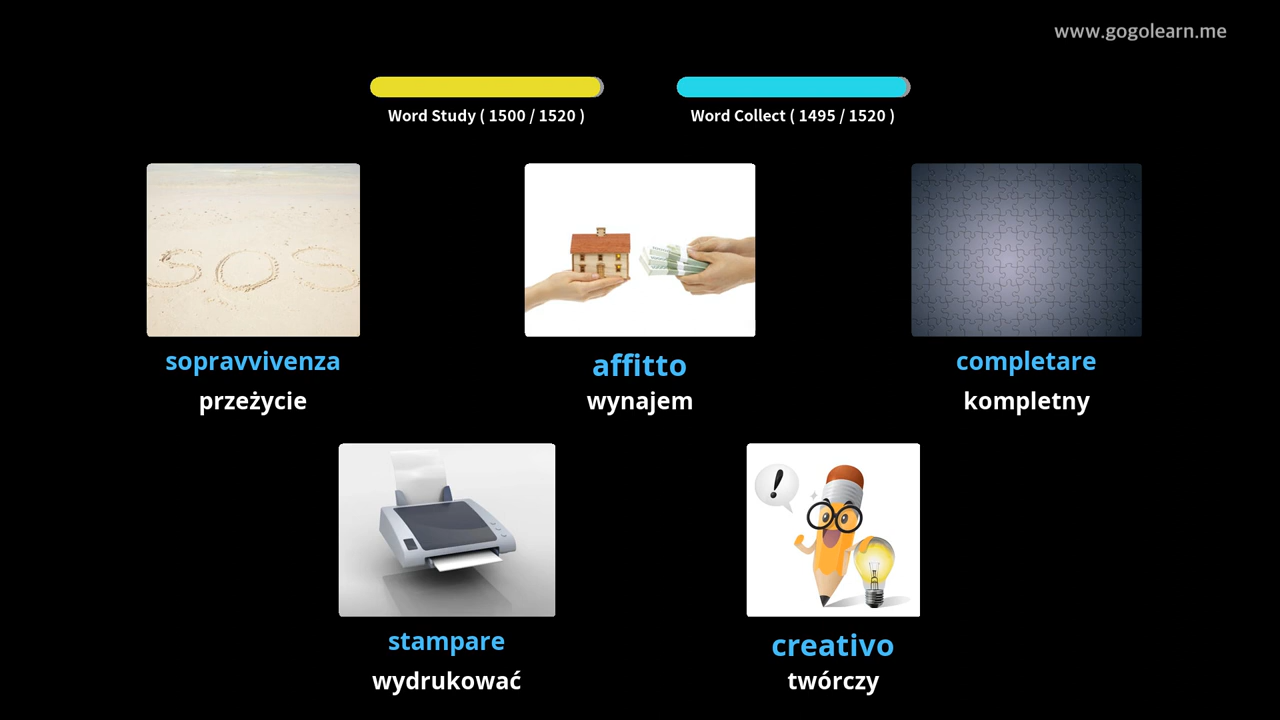 www.gogolearn.me
Word Study ( 1500 / 1520 )
Word Collect ( 1495 / 1520 )
SOS
sopravvivenza
affitto
completare
przeżycie
wynajem
kompletny
!
stampare
creativo
wydrukować
twórczy